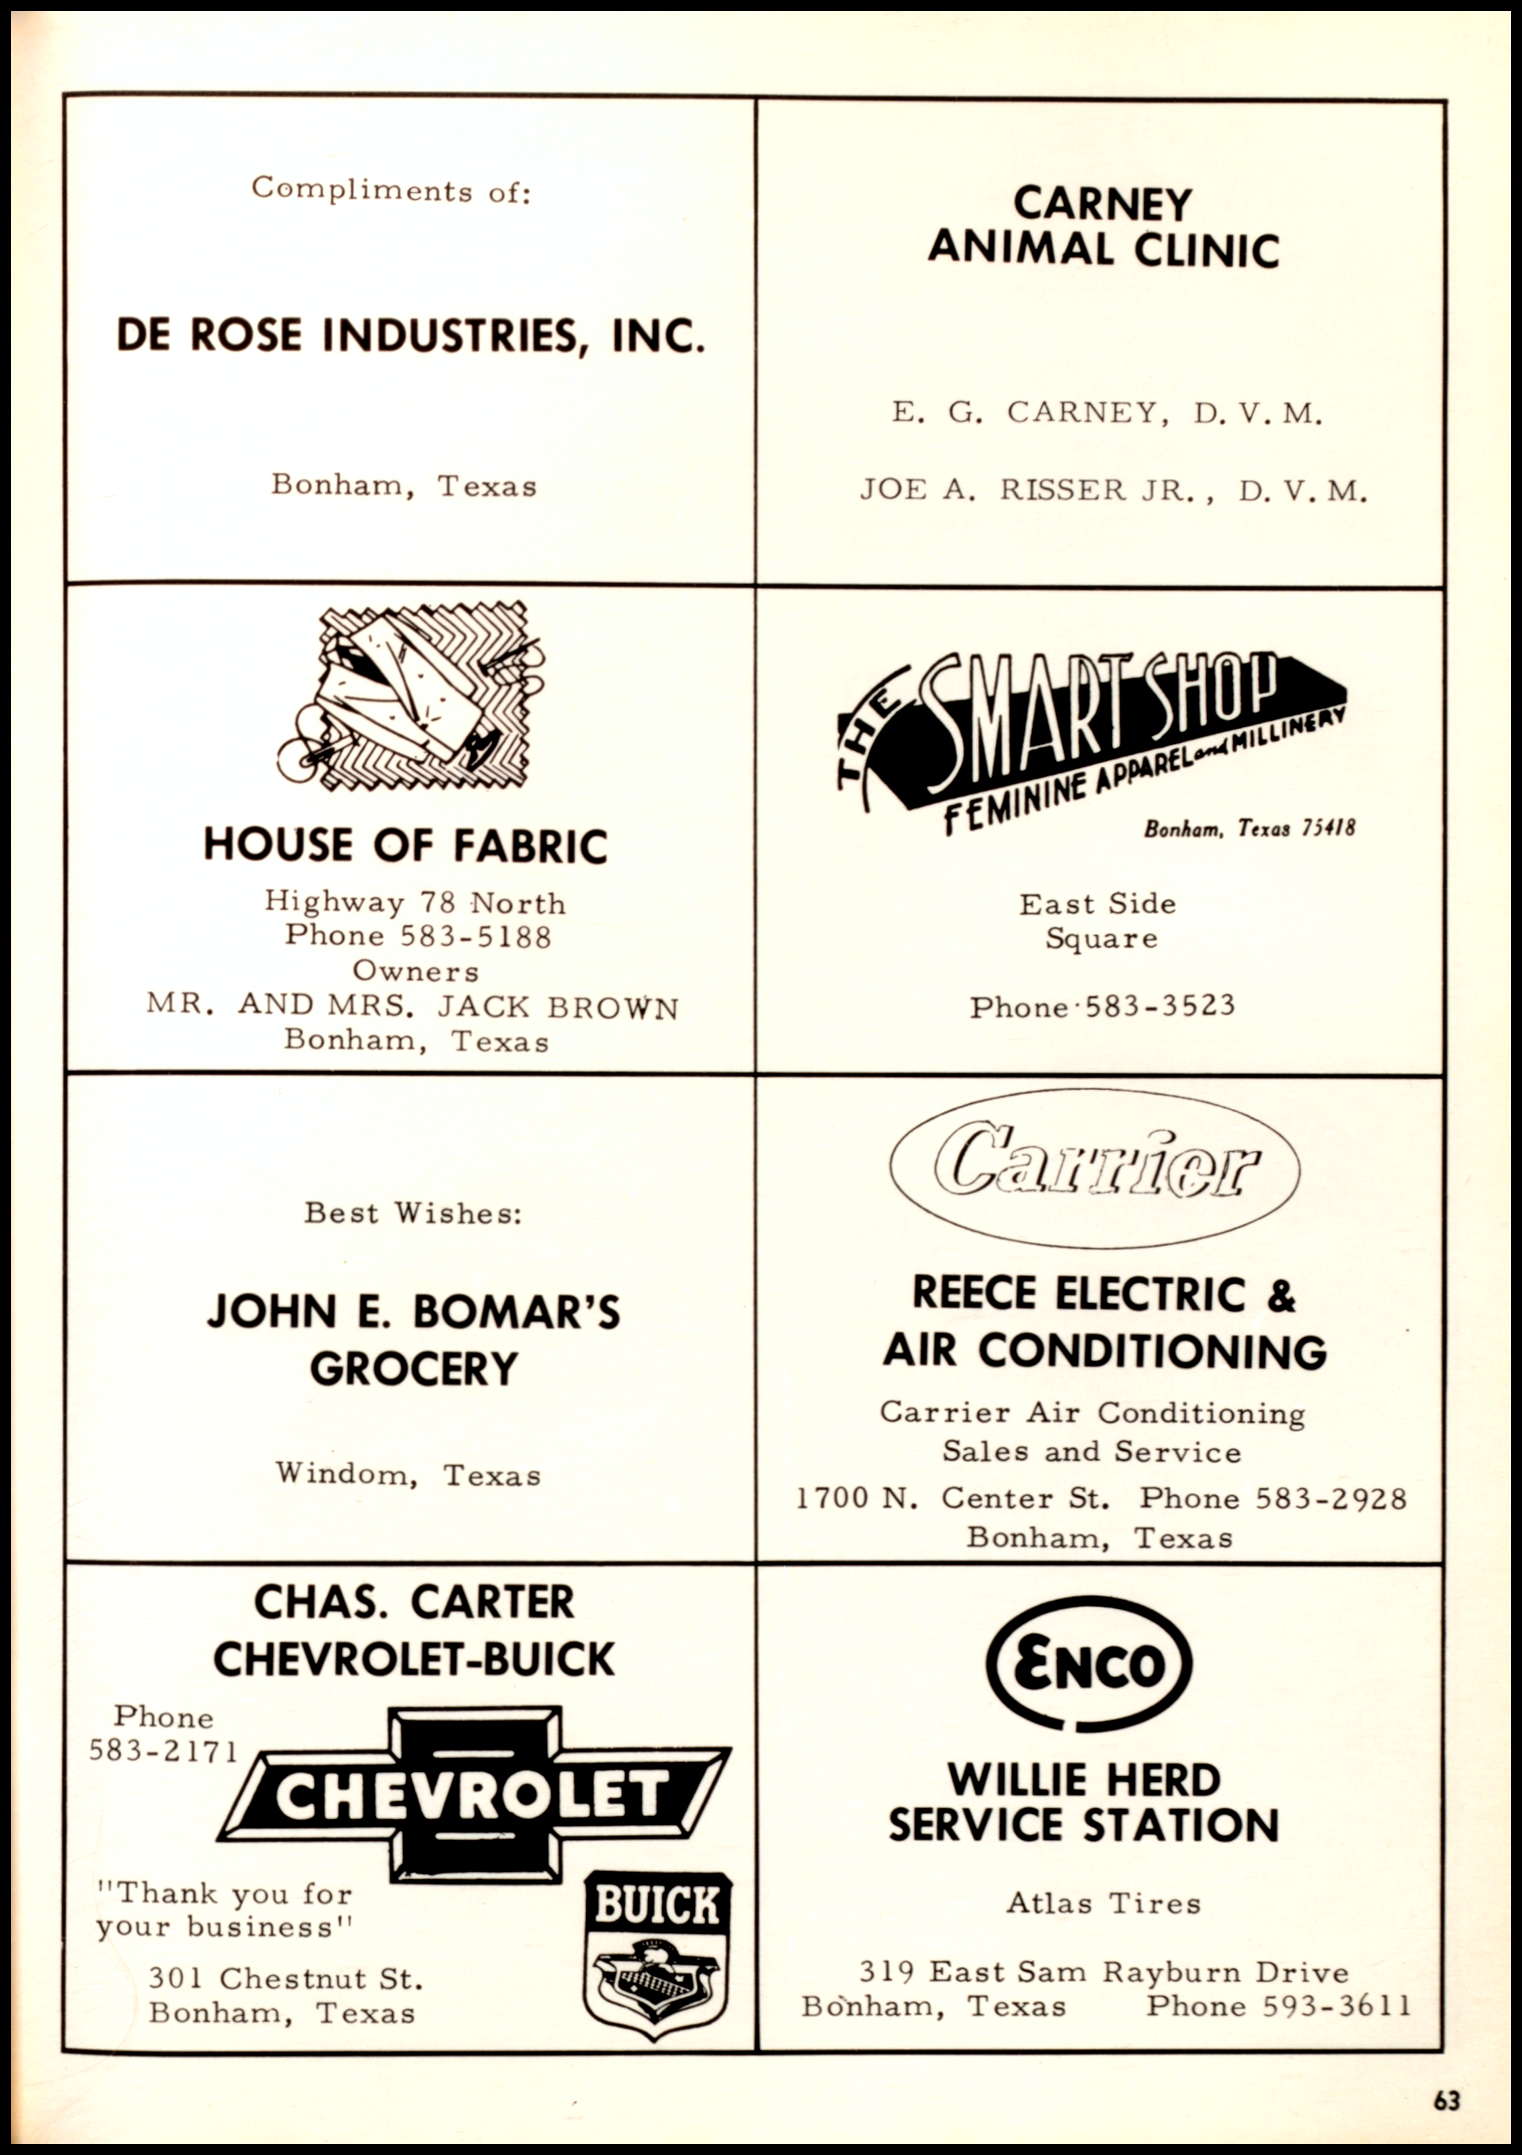 Compliments of:
DE ROSE INDUSTRIES, INC.
Bonham, Texas
CARNEY
ANIMAL CLINIC
E. G. CARNEY, D. V. M.
JOE A. RISSER JR., D. V. M.
HOUSE OF FABRIC
Highway 78 North
Phone 583-5188
Owners
MR. AND MRS. JACK BROWN
Bonham, Texas
THE SMART SHOP
FEMININE APPAREL and MILLINERY
Bonham, Texas 75418
East Side
Square
Phone 583-3523
Best Wishes:
JOHN E. BOMAR'S
GROCERY
Windom, Texas
Carrier
REECE ELECTRIC &
AIR CONDITIONING
Carrier Air Conditioning
Sales and Service
1700 N. Center St. Phone 583-2928
Bonham, Texas
CHAS. CARTER
CHEVROLET-BUICK
Phone
583-2171
CHEVROLET
"Thank you for
your business"
BUICK
301 Chestnut St.
Bonham, Texas
ENCO
WILLIE HERD
SERVICE STATION
Atlas Tires
319 East Sam Rayburn Drive
Bonham, Texas Phone 593-3611
63